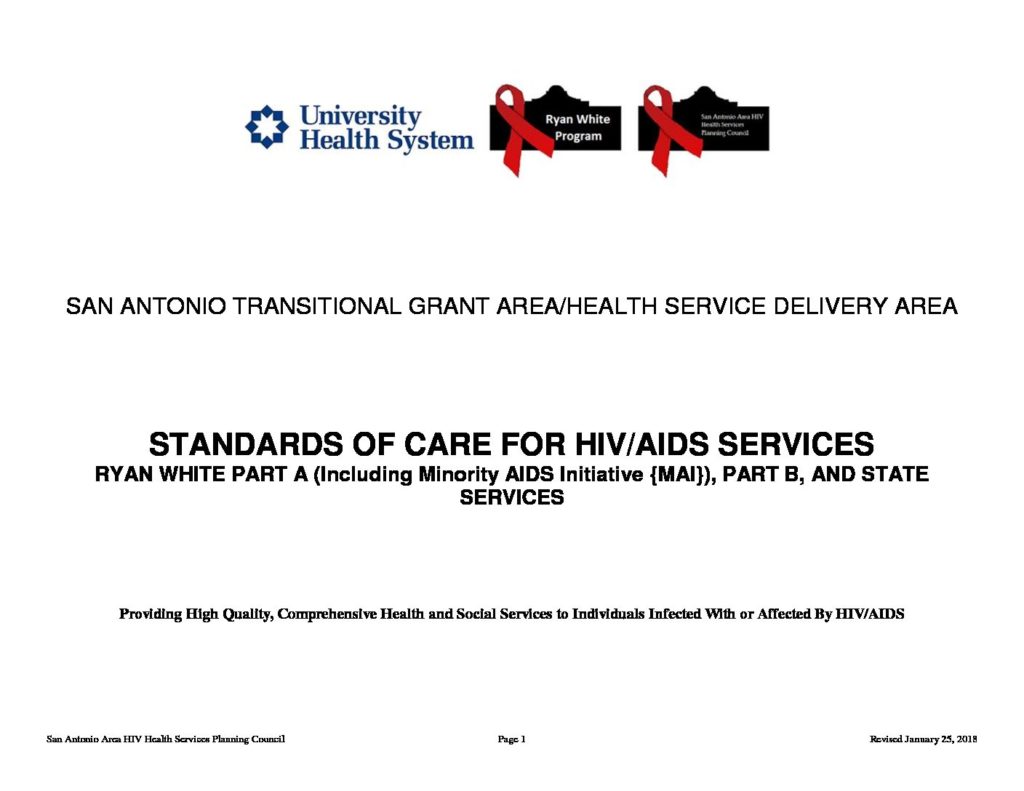 University
Health System
Ryan White
Program
San Antonio Area HIV
Health Services
Planning Council
SAN ANTONIO TRANSITIONAL GRANT AREA/HEALTH SERVICE DELIVERY AREA
STANDARDS OF CARE FOR HIV/AIDS SERVICES
RYAN WHITE PART A (Including Minority AIDS Initiative {MAI}), PART B, AND STATE
SERVICES
Providing High Quality, Comprehensive Health and Social Services to Individuals Infected With or Affected By HIV/AIDS
San Antonio Area HIV Health Services Planning Council Page 1 Revised January 25, 2018